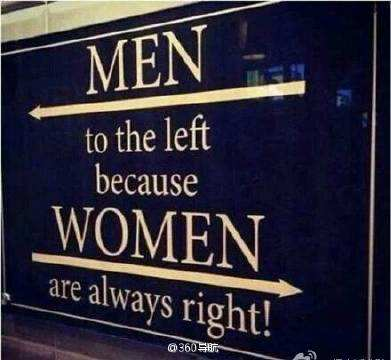 MEN
to the left
because
WOMEN
are always right!
@360导航